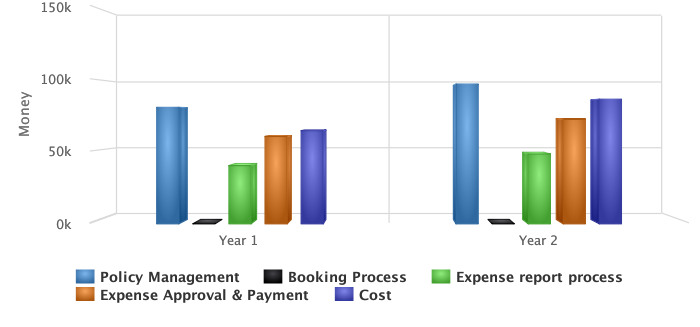 150k
100k
50k
0k
Money
Year 1
Year 2
Policy Management
Booking Process
Expense report process
Expense Approval & Payment
Cost